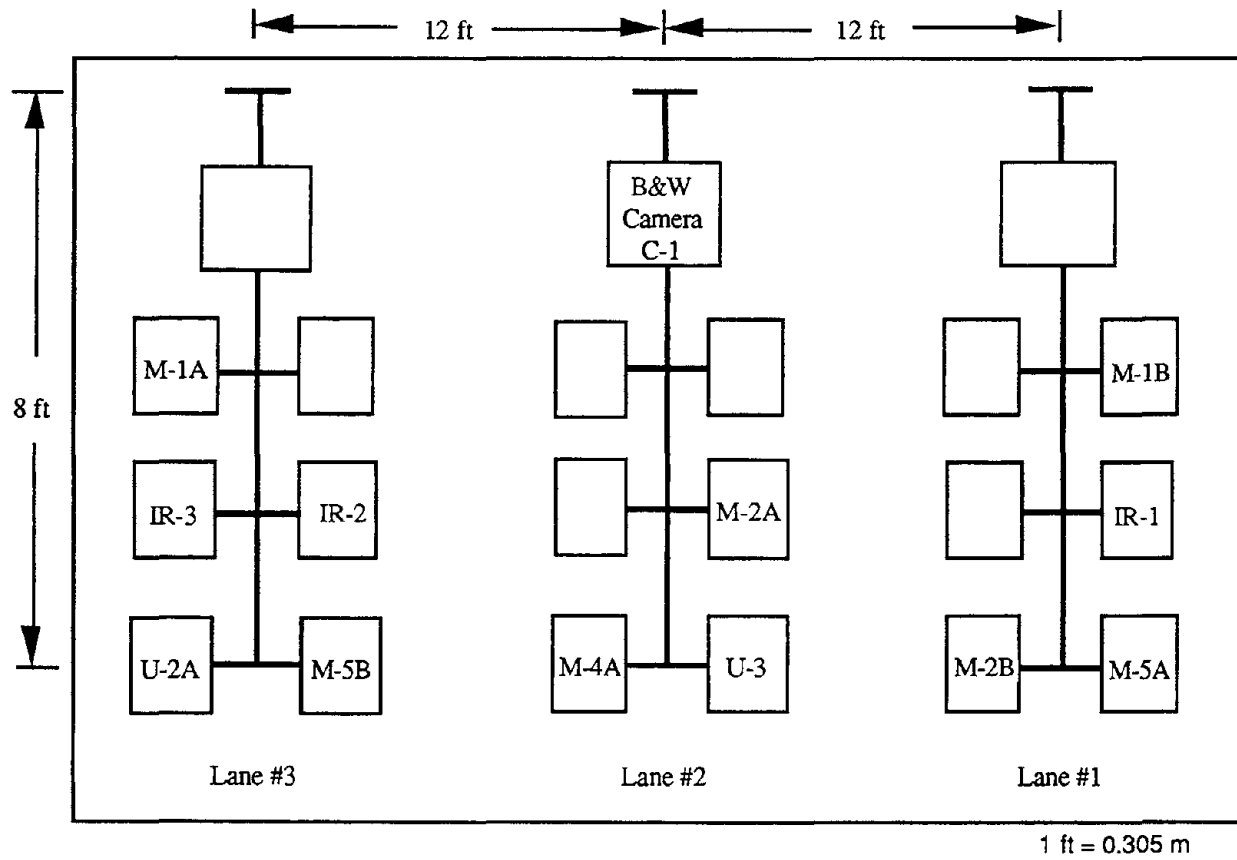 12 ft
12 ft
B&W
Camera
C-1
M-1A
M-1B
8 ft
IR-3
IR-2
M-2A
IR-1
U-2A
M-5B
M-4A
U-3
M-2B
M-5A
Lane #3
Lane #2
Lane #1
1 ft = 0.305 m